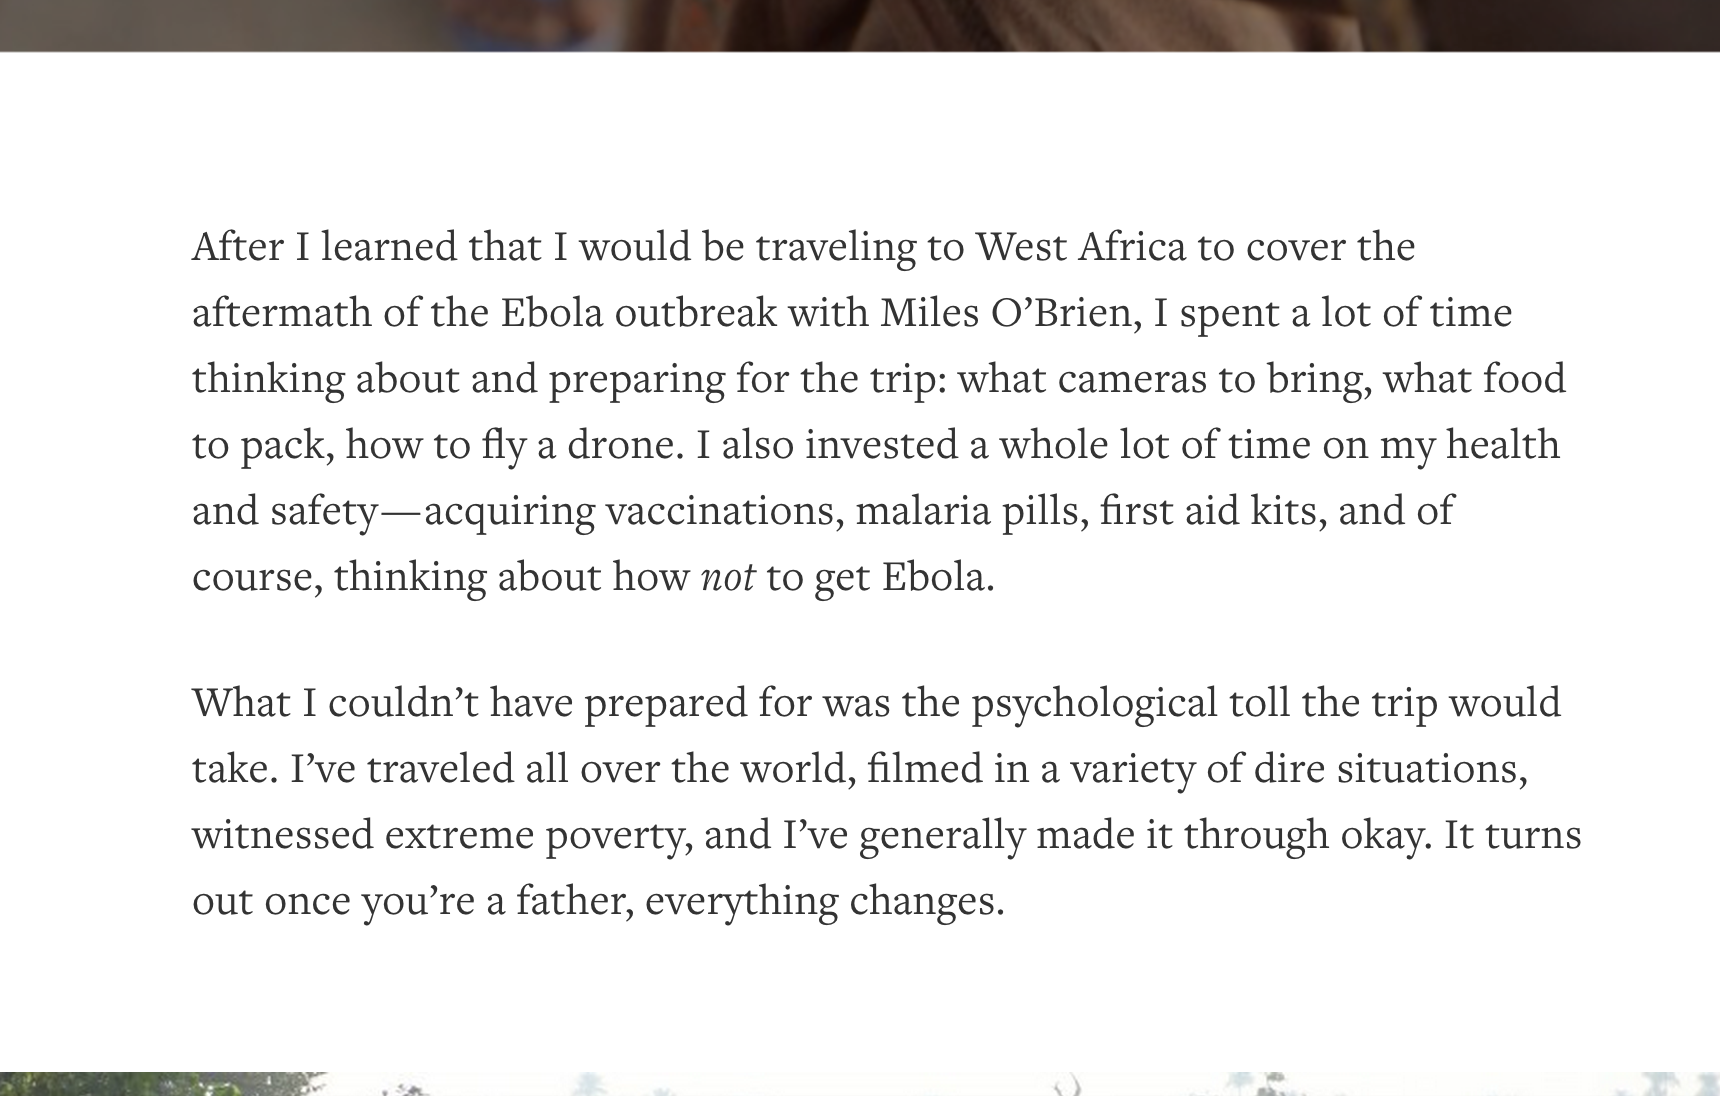 After I learned that I would be traveling to West Africa to cover the
aftermath of the Ebola outbreak with Miles O’Brien, I spent a lot of time
thinking about and preparing for the trip: what cameras to bring, what food
to pack, how to fly a drone. I also invested a whole lot of time on my health
and safety—acquiring vaccinations, malaria pills, first aid kits, and of
course, thinking about how not to get Ebola.
What I couldn’t have prepared for was the psychological toll the trip would
take. I’ve traveled all over the world, filmed in a variety of dire situations,
witnessed extreme poverty, and I’ve generally made it through okay. It turns
out once you’re a father, everything changes.